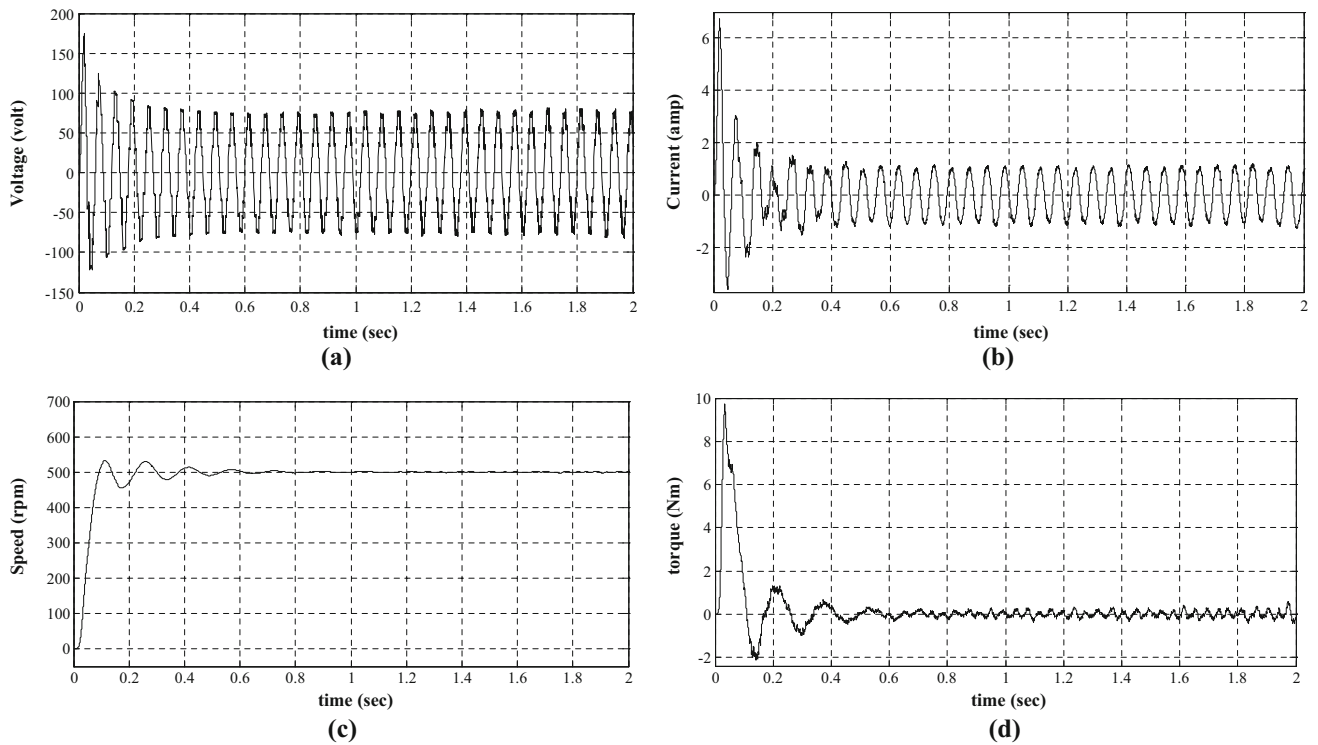 200
150
100
50
0
-50
-100
-150
Voltage (volt)
0 0.2 0.4 0.6 0.8 1 1.2 1.4 1.6 1.8 2
time (sec)
(a)
6
4
2
0
-2
Current (amp)
0 0.2 0.4 0.6 0.8 1 1.2 1.4 1.6 1.8 2
time (sec)
(b)
700
600
500
400
300
200
100
0
Speed (rpm)
0 0.2 0.4 0.6 0.8 1 1.2 1.4 1.6 1.8 2
time (sec)
(c)
10
8
6
4
2
0
-2
torque (Nm)
0 0.2 0.4 0.6 0.8 1 1.2 1.4 1.6 1.8 2
time (sec)
(d)